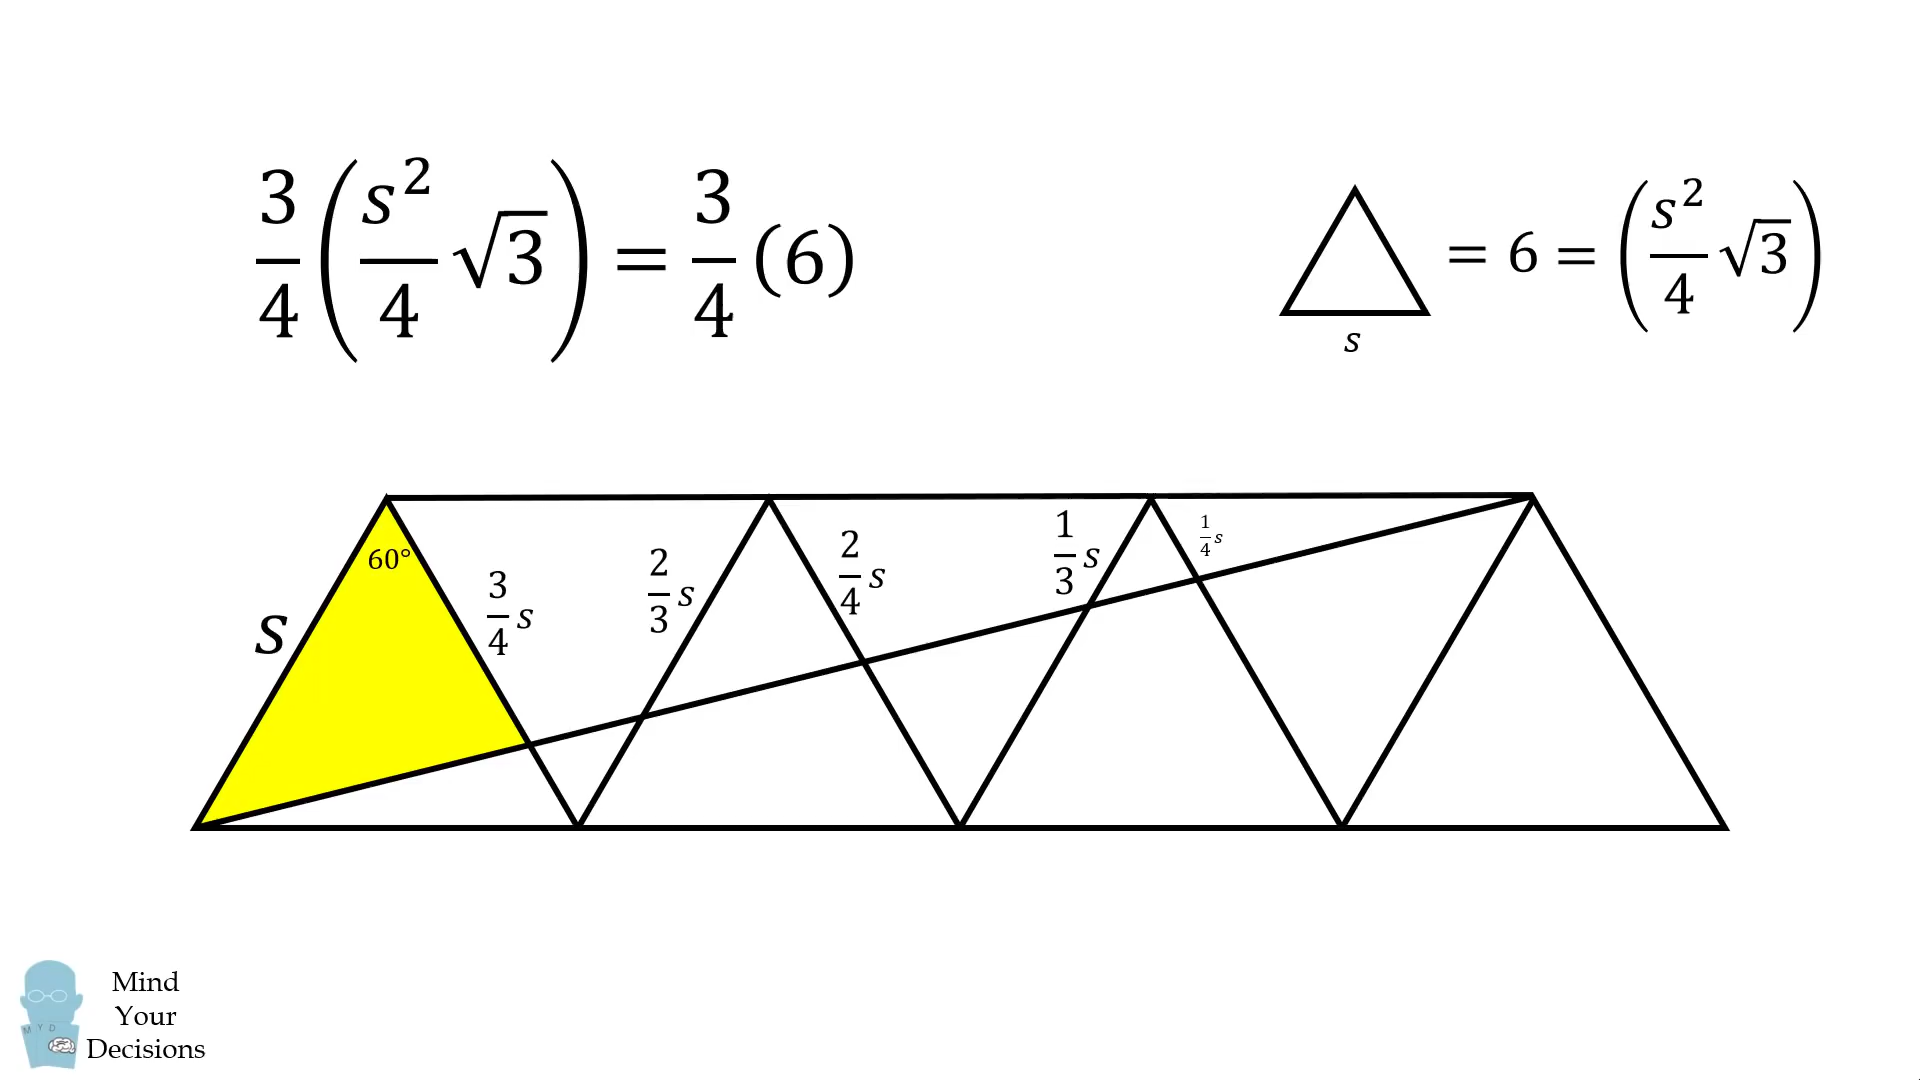 3/4 (s²/4 √3) = 3/4 (6)
= 6 = (s²/4 √3)
s
60°
s
3/4 s
2/3 s
2/4 s
1/3 s
1/4 s
M Y D
Mind
Your
Decisions